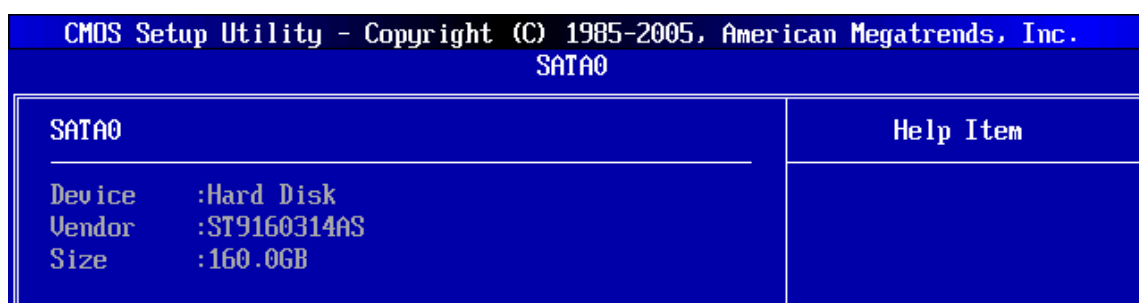 CMOS Setup Utility - Copyright (C) 1985-2005, American Megatrends, Inc.
SATA0
SATA0
Help Item
Device :Hard Disk
Vendor :ST9160314AS
Size :160.0GB